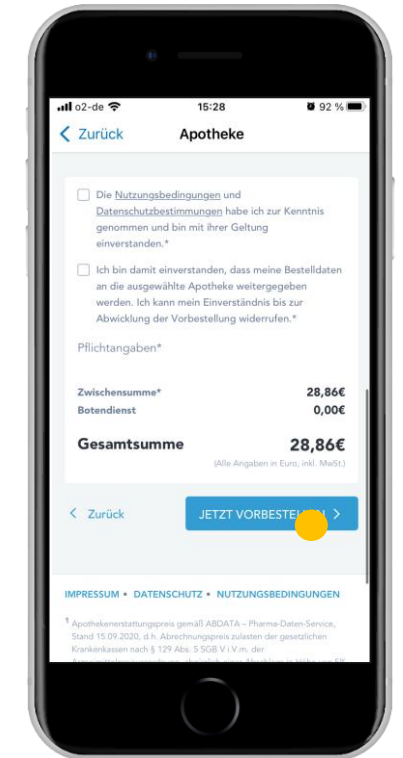 o2-de 15:28 92 %
Zurück Apotheke
Die Nutzungsbedingungen und
Datenschutzbestimmungen habe ich zur Kenntnis
genommen und bin mit ihrer Geltung
einverstanden.*
Ich bin damit einverstanden, dass meine Bestelldaten
an die ausgewählte Apotheke weitergegeben
werden. Ich kann mein Einverständnis bis zur
Abwicklung der Vorbestellung widerrufen.*
Pflichtangaben*
Zwischensumme* 28,86€
Botendienst 0,00€
Gesamtsumme 28,86€
(Alle Angaben in Euro, inkl. MwSt.)
Zurück JETZT VORBESTELLEN
IMPRESSUM • DATENSCHUTZ • NUTZUNGSBEDINGUNGEN
1 Apothekenerstattungspreis gemäß ABDATA – Pharma-Daten-Service,
Stand 15.09.2020, d.h. Abrechnungspreis zulasten der gesetzlichen
Krankenkassen nach § 129 Abs. 5 SGB V i.V.m. der